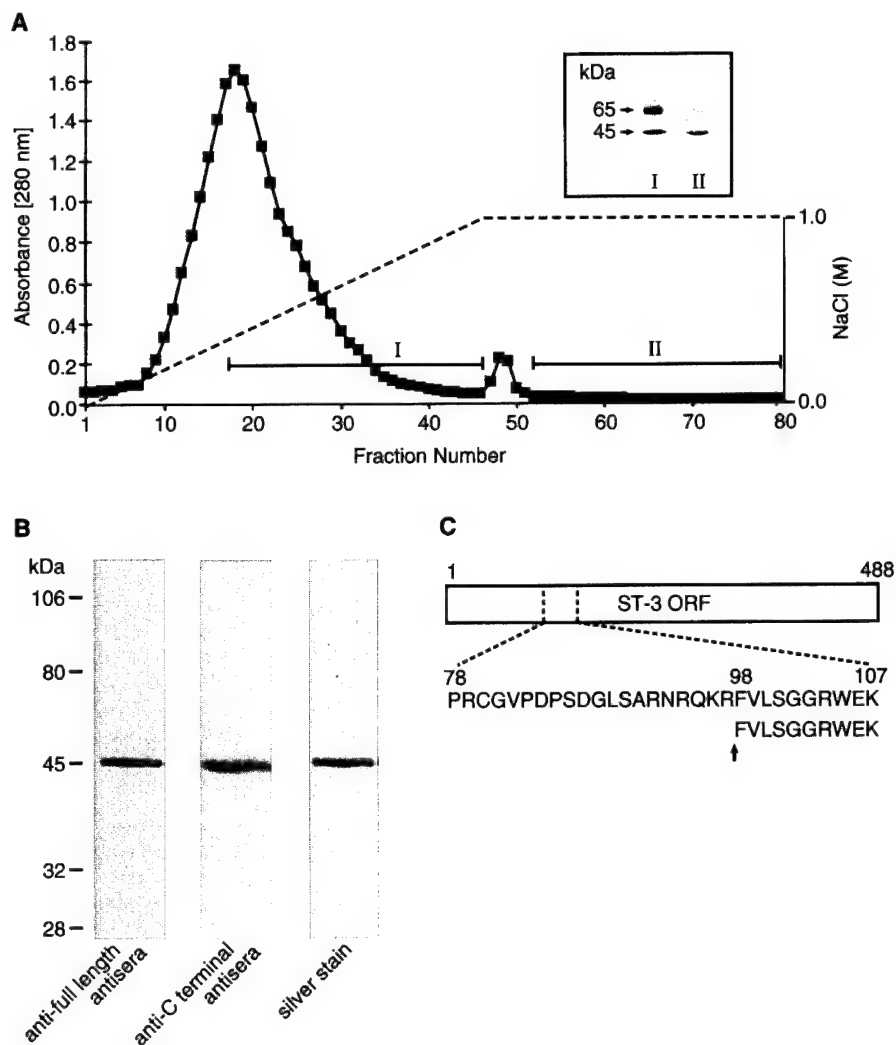 A
Absorbance [280 nm]
1.8
1.6
1.4
1.2
1.0
0.8
0.6
0.4
0.2
0.0
kDa
65
45
I II
1.0
NaCl (M)
0.0
I
II
1 10 20 30 40 50 60 70 80
Fraction Number
B
kDa
106
80
45
32
28
anti-full length
antisera
anti-C terminal
antisera
silver stain
C
1 488
ST-3 ORF
78 98 107
PRCGVPDPSDGLSARNRQKRFVLSGGRWEK
FVLSGGRWEK